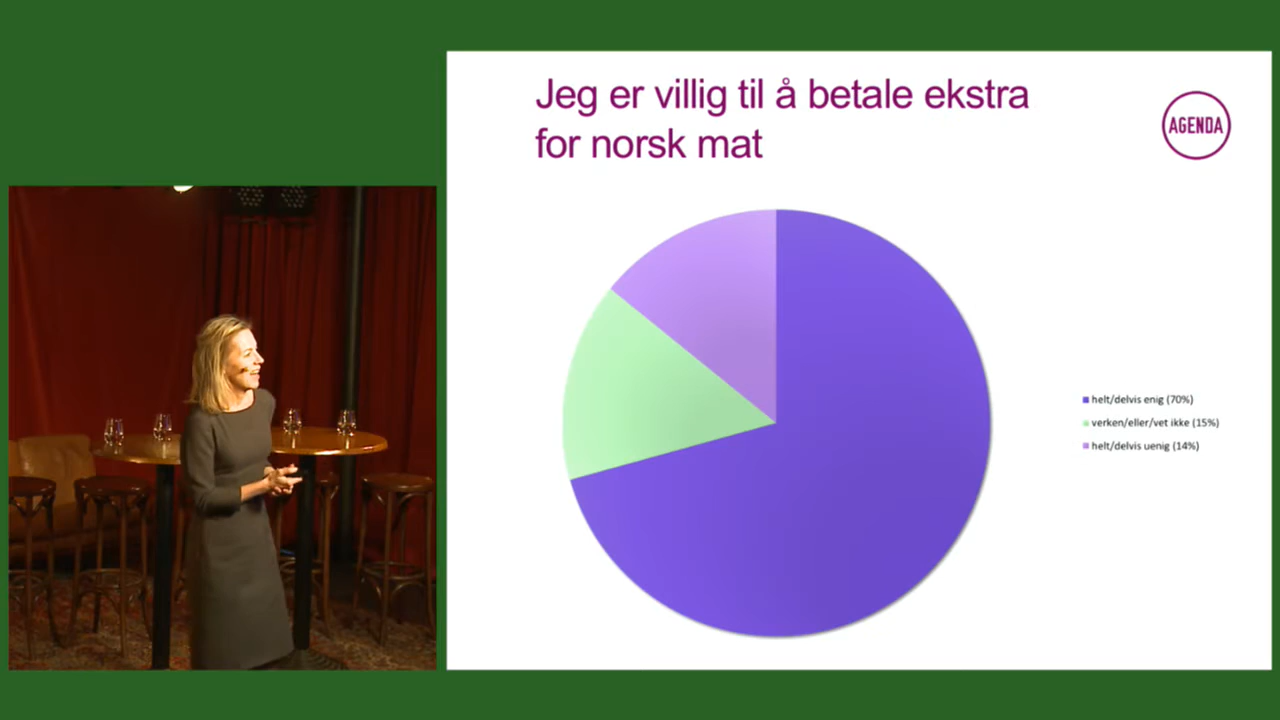 Jeg er villig til å betale ekstra
for norsk mat
AGENDA
helt/delvis enig (70%)
verken/eller/vet ikke (15%)
helt/delvis uenig (14%)